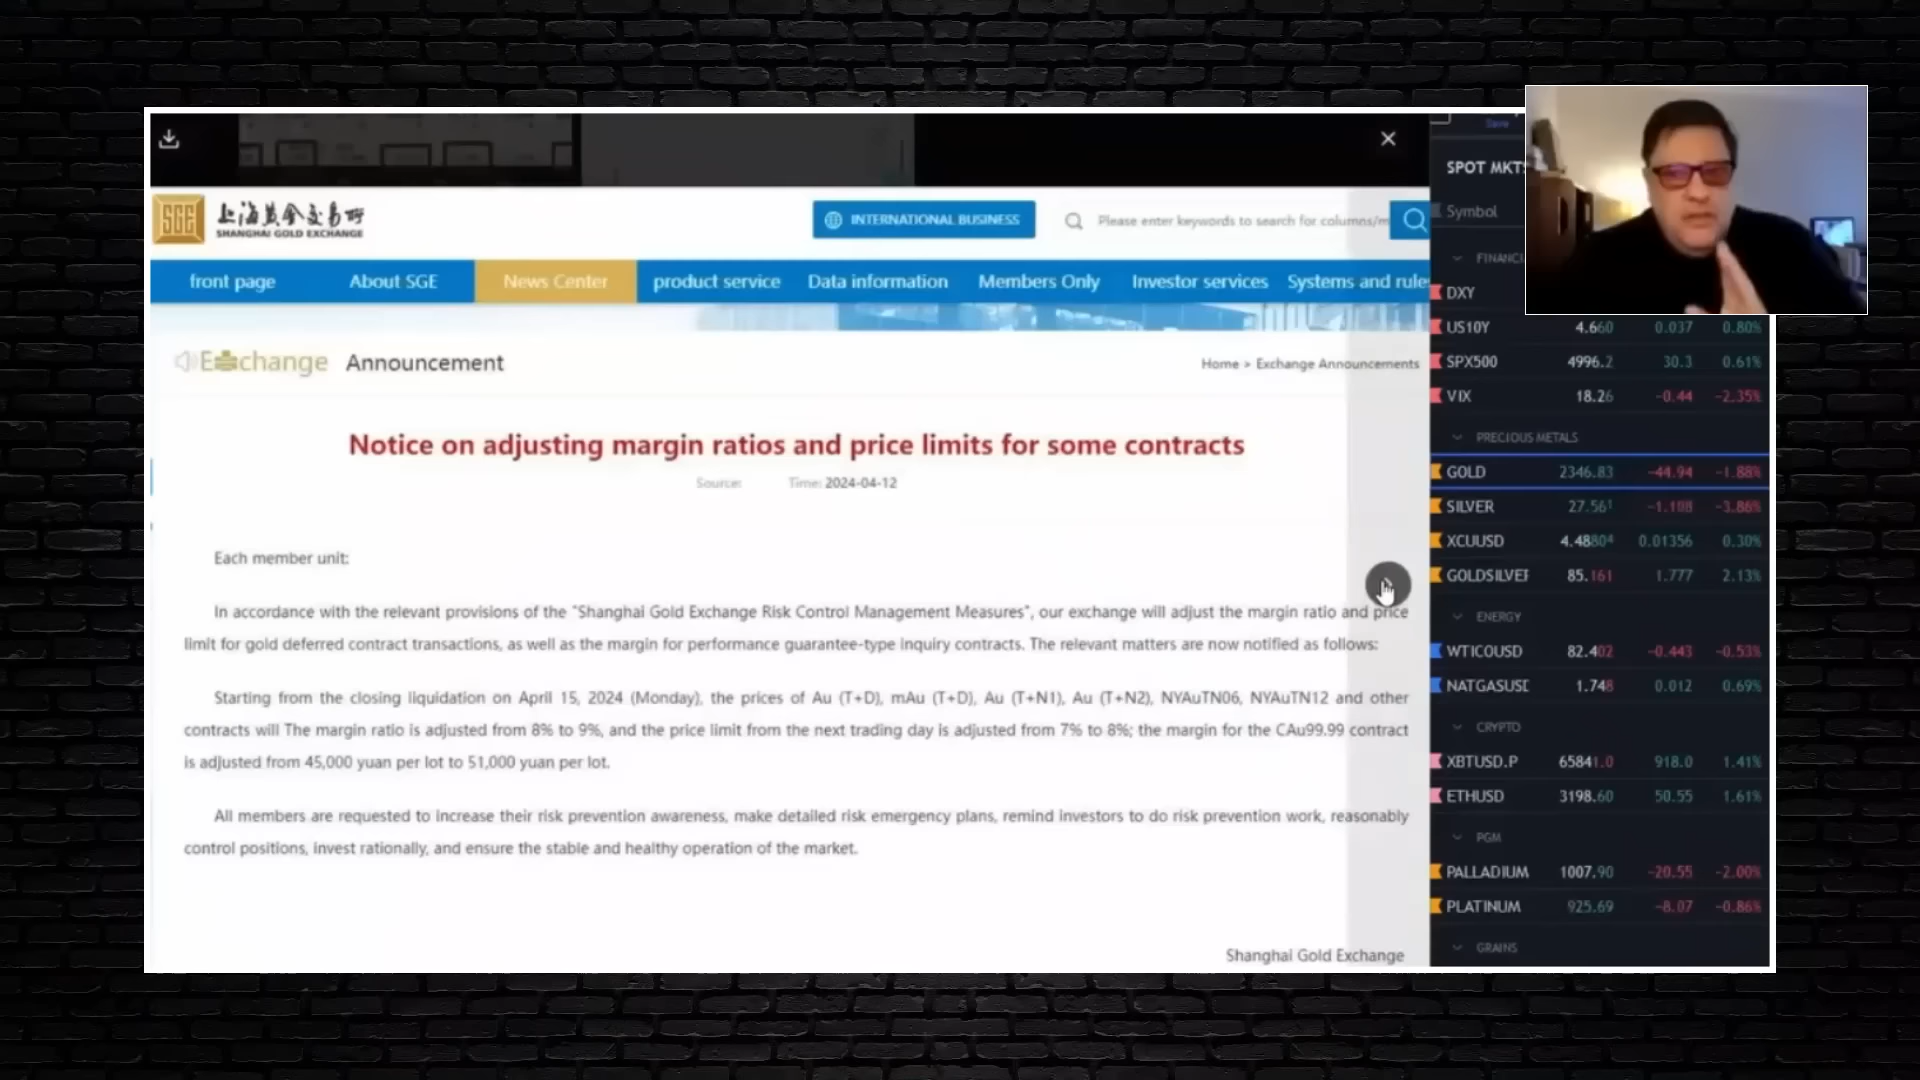 SGE
上海黄金交易所
SHANGHAI GOLD EXCHANGE
INTERNATIONAL BUSINESS
Please enter keywords to search for columns/m
front page
About SGE
News Center
product service
Data information
Members Only
Investor services
Systems and rule
Exchange Announcement
Home > Exchange Announcements
Notice on adjusting margin ratios and price limits for some contracts
Source:
Time: 2024-04-12
Each member unit:
In accordance with the relevant provisions of the "Shanghai Gold Exchange Risk Control Management Measures", our exchange will adjust the margin ratio and price
limit for gold deferred contract transactions, as well as the margin for performance guarantee-type inquiry contracts. The relevant matters are now notified as follows:
Starting from the closing liquidation on April 15, 2024 (Monday), the prices of Au (T+D), mAu (T+D), Au (T+N1), Au (T+N2), NYAuTN06, NYAuTN12 and other
contracts will The margin ratio is adjusted from 8% to 9%, and the price limit from the next trading day is adjusted from 7% to 8%; the margin for the CAu99.99 contract
is adjusted from 45,000 yuan per lot to 51,000 yuan per lot.
All members are requested to increase their risk prevention awareness, make detailed risk emergency plans, remind investors to do risk prevention work, reasonably
control positions, invest rationally, and ensure the stable and healthy operation of the market.
Shanghai Gold Exchange
Save
SPOT MKTS
Symbol
FINANCI
DXY
US10Y 4.660 0.037 0.80%
SPX500 4996.2 30.3 0.61%
VIX 18.26 -0.44 -2.35%
PRECIOUS METALS
GOLD 2346.83 -44.94 -1.88%
SILVER 27.561 -1.108 -3.86%
XCUUSD 4.48804 0.01356 0.30%
GOLDSILVER 85.161 1.777 2.13%
ENERGY
WTICOUSD 82.402 -0.443 -0.53%
NATGASUSD 1.748 0.012 0.69%
CRYPTO
XBTUSD.P 65841.0 918.0 1.41%
ETHUSD 3198.60 50.55 1.61%
PGM
PALLADIUM 1007.90 -20.55 -2.00%
PLATINUM 925.69 -8.07 -0.86%
GRAINS